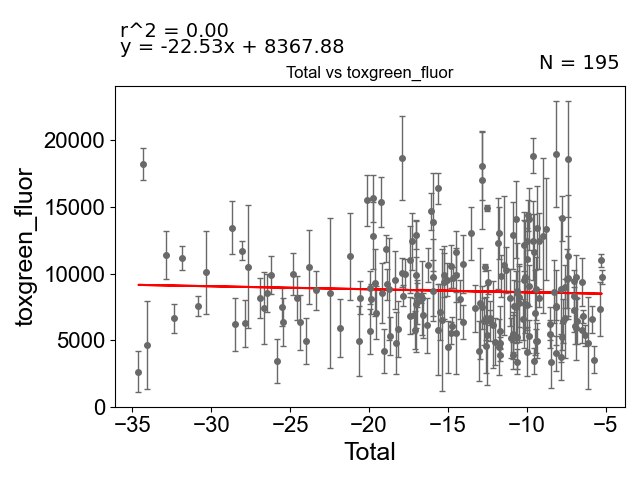 r^2 = 0.00
y = -22.53x + 8367.88
N = 195
Total vs toxgreen_fluor
toxgreen_fluor
20000
15000
10000
5000
0
−35 −30 −25 −20 −15 −10 −5
Total